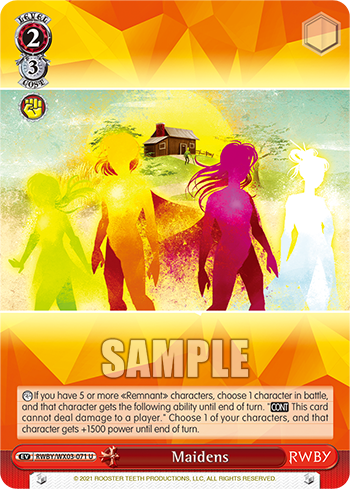 LEVEL
2
3
COST
SAMPLE
If you have 5 or more «Remnant» characters, choose 1 character in battle,
and that character gets the following ability until end of turn. "CONT This card
cannot deal damage to a player." Choose 1 of your characters, and that
character gets +1500 power until end of turn.
EV RWBY/WX03-071 U Maidens RWBY
© 2021 ROOSTER TEETH PRODUCTIONS, LLC, ALL RIGHTS RESERVED.